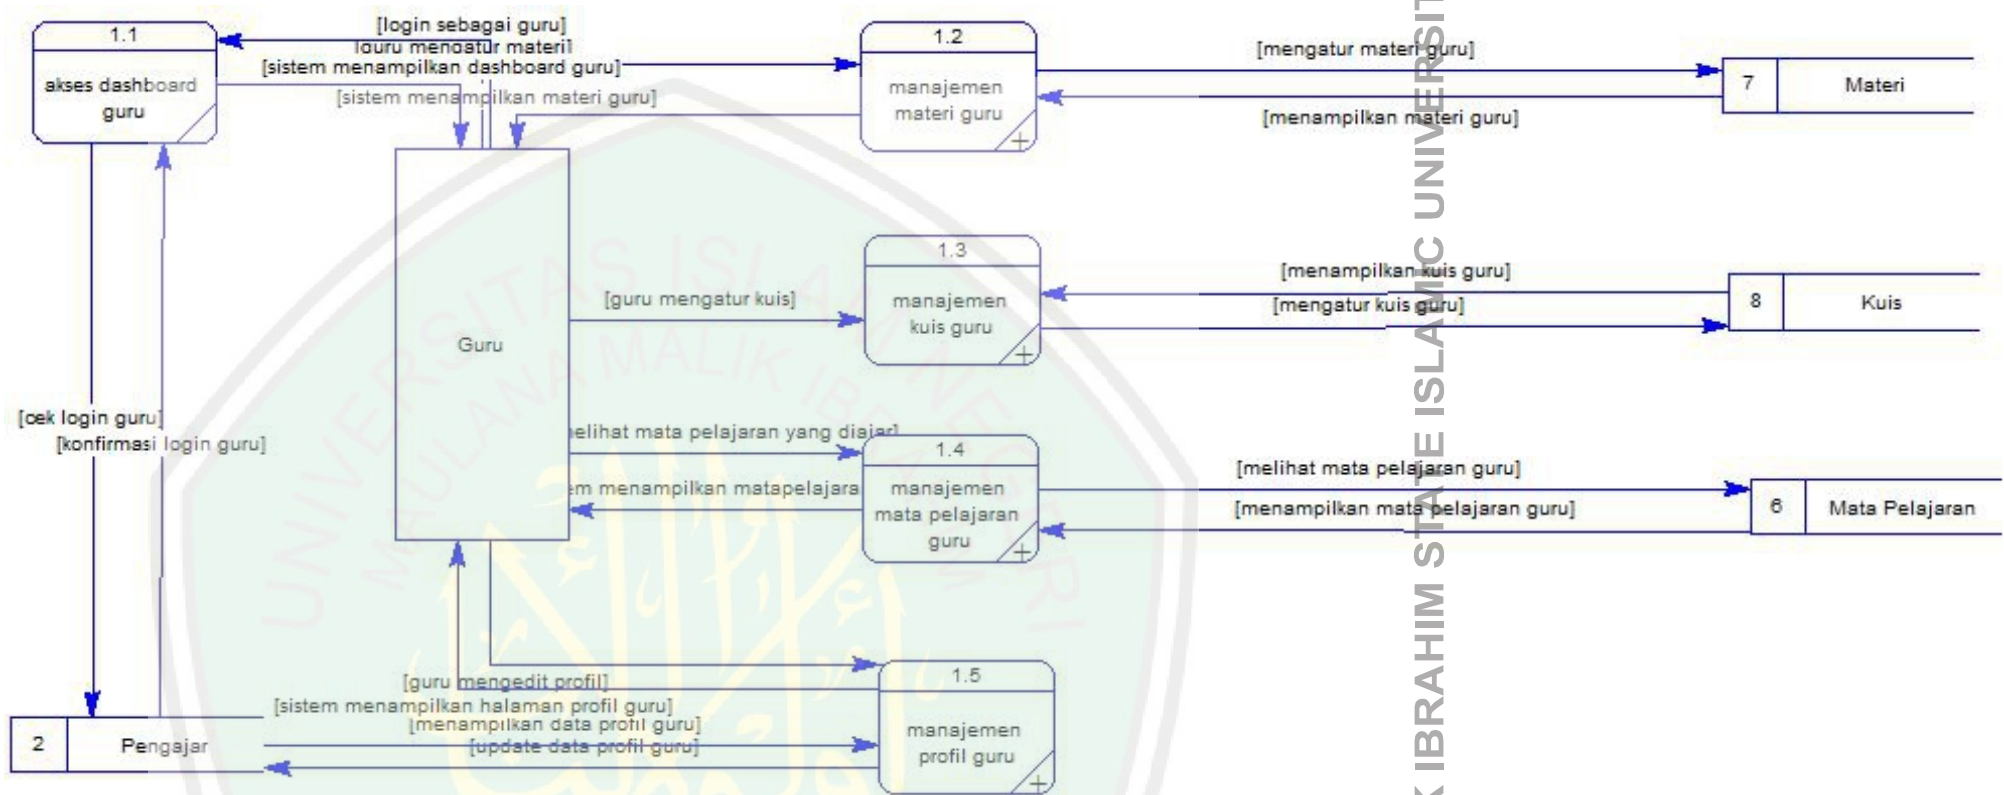 1.1
akses dashboard
guru
[login sebagai guru]
[guru mengatur materi]
[sistem menampilkan dashboard guru]
[sistem menampilkan materi guru]
1.2
manajemen
materi guru
[mengatur materi guru]
[menampilkan materi guru]
7
Materi
Guru
[guru mengatur kuis]
1.3
manajemen
kuis guru
[menampilkan kuis guru]
[mengatur kuis guru]
8
Kuis
[cek login guru]
[konfirmasi login guru]
elihat mata pelajaran yang diajar]
em menampilkan matapelajara
1.4
manajemen
mata pelajaran
guru
[melihat mata pelajaran guru]
[menampilkan mata pelajaran guru]
6
Mata Pelajaran
[guru mengedit profil]
[sistem menampilkan halaman profil guru]
[menampilkan data profil guru]
[update data profil guru]
1.5
manajemen
profil guru
2
Pengajar
UNIVERSITAS ISLAM NEGERI
MAULANA MALIK IBRAHIM
K IBRAHIM STATE ISLAMIC UNIVERSIT